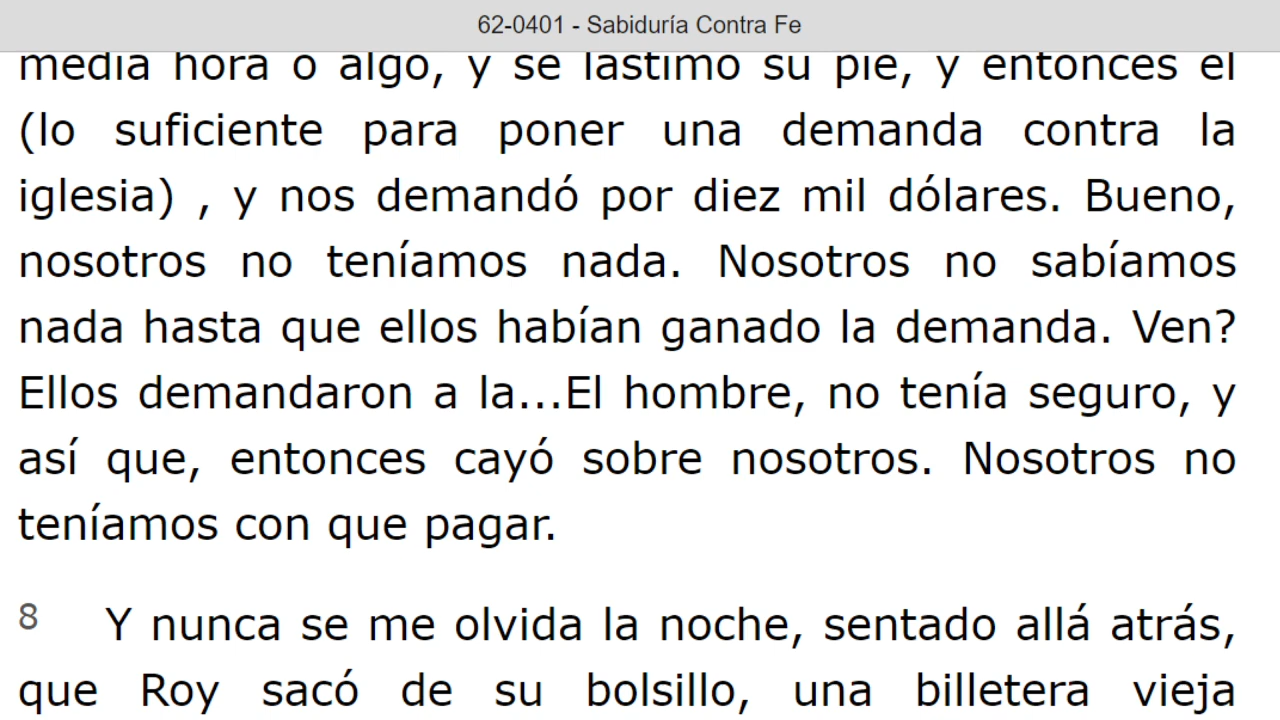 62-0401 - Sabiduría Contra Fe
media hora o algo, y se lastimó su pie, y entonces él
(lo suficiente para poner una demanda contra la
iglesia) , y nos demandó por diez mil dólares. Bueno,
nosotros no teníamos nada. Nosotros no sabíamos
nada hasta que ellos habían ganado la demanda. Ven?
Ellos demandaron a la...El hombre, no tenía seguro, y
así que, entonces cayó sobre nosotros. Nosotros no
teníamos con que pagar.
8 Y nunca se me olvida la noche, sentado allá atrás,
que Roy sacó de su bolsillo, una billetera vieja